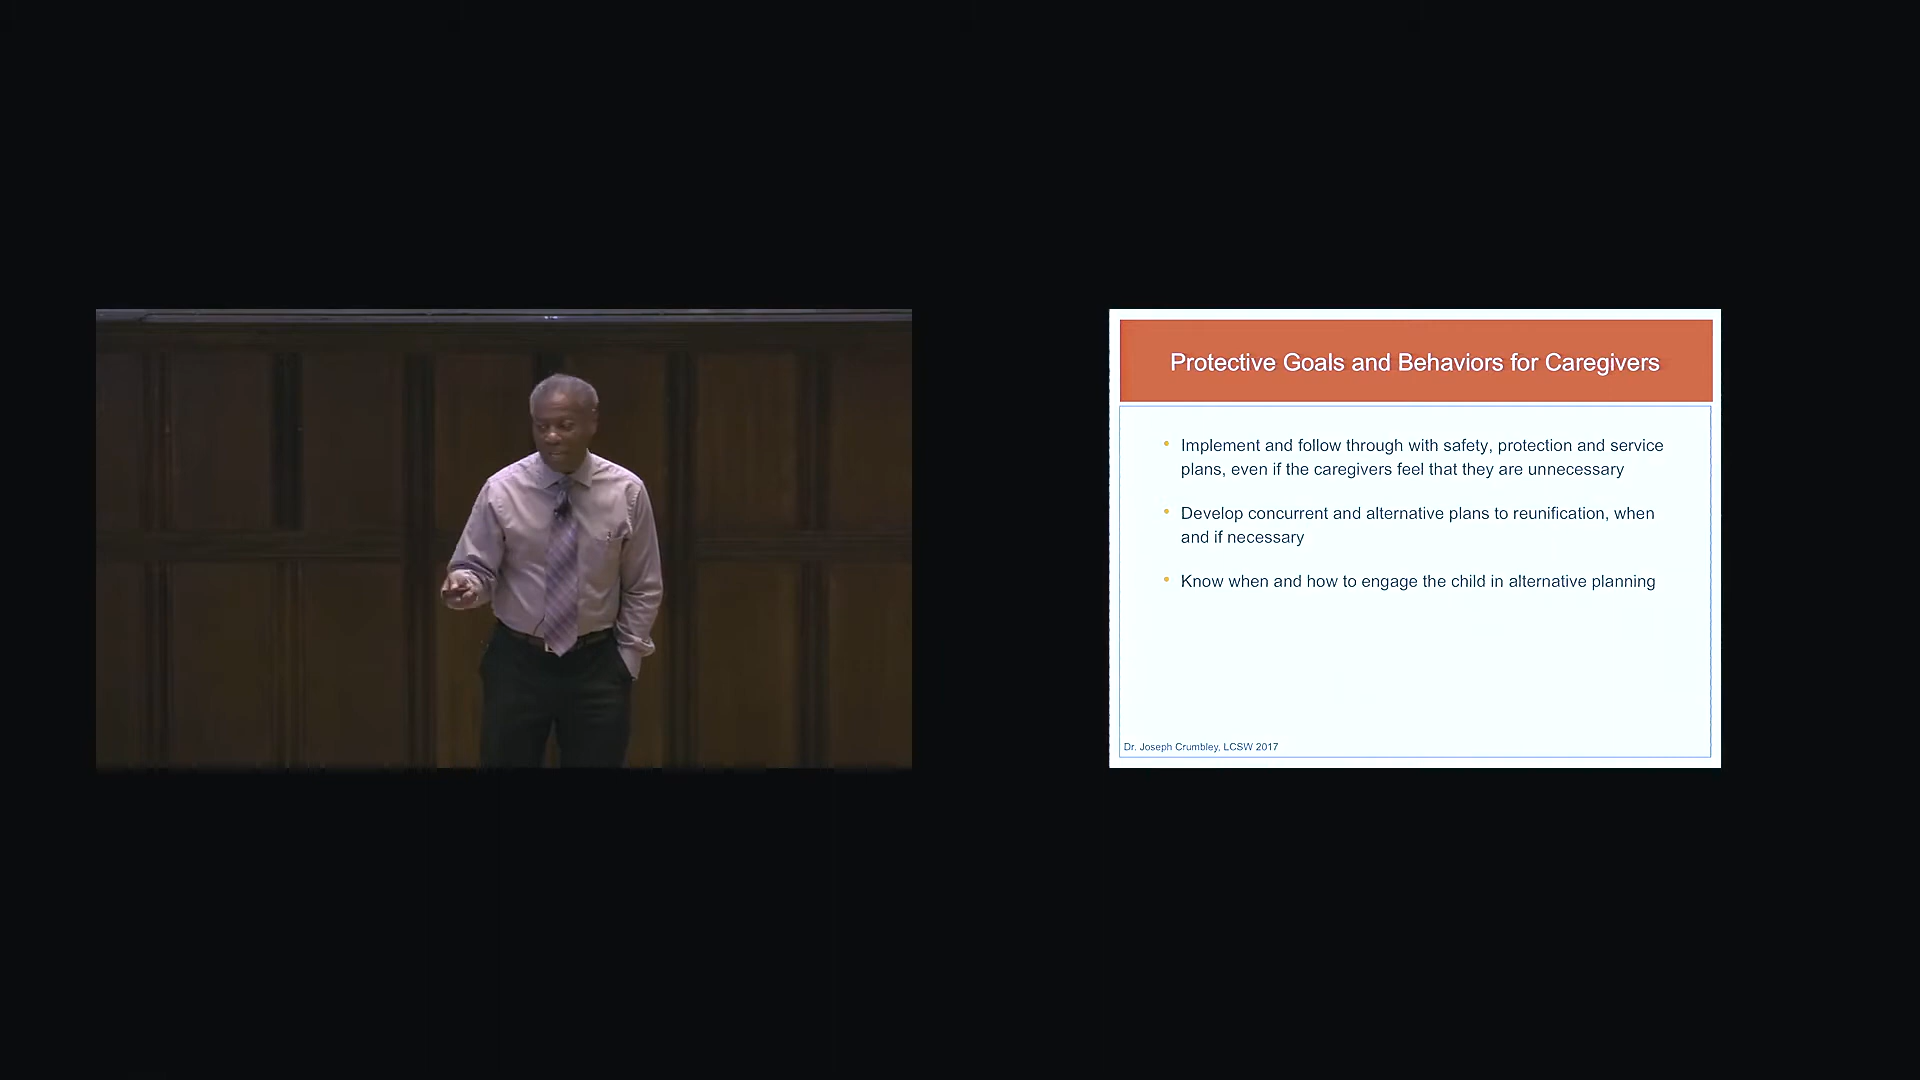 Protective Goals and Behaviors for Caregivers
• Implement and follow through with safety, protection and service
plans, even if the caregivers feel that they are unnecessary
• Develop concurrent and alternative plans to reunification, when
and if necessary
• Know when and how to engage the child in alternative planning
Dr. Joseph Crumbley, LCSW 2017